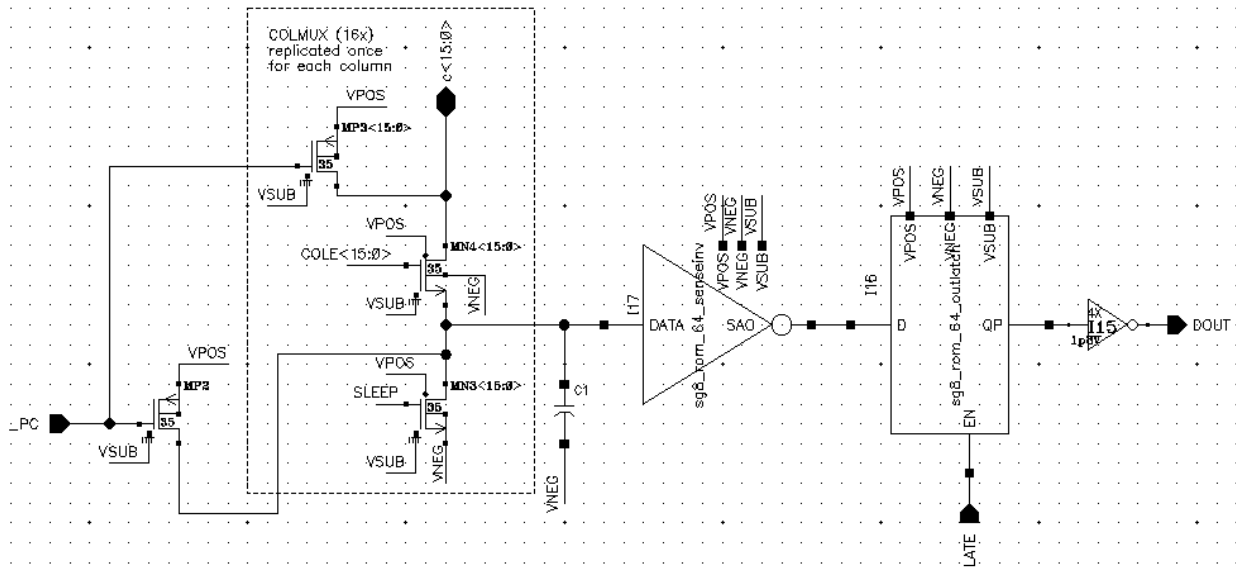 COLMUX (16x)
replicated once
for each column
c<15:0>
VPOS
MP3<15:0>
35
VSUB
VPOS
MN4<15:0>
COLE<15:0>
35
VSUB
VNEG
VPOS
MP2
_PC
35
VSUB
VPOS
MN3<15:0>
SLEEP
35
VSUB
VNEG
C1
VNEG
I17
DATA
SAO
sg8_rom_64_senseinv
VPOS
VNEG
VSUB
VPOS
VNEG
VSUB
I16
VPOS
VNEG
VSUB
VPOS
VNEG
VSUB
D
QP
sg8_rom_64_outlatch
EN
LATE
4X
I15
1p8V
DOUT